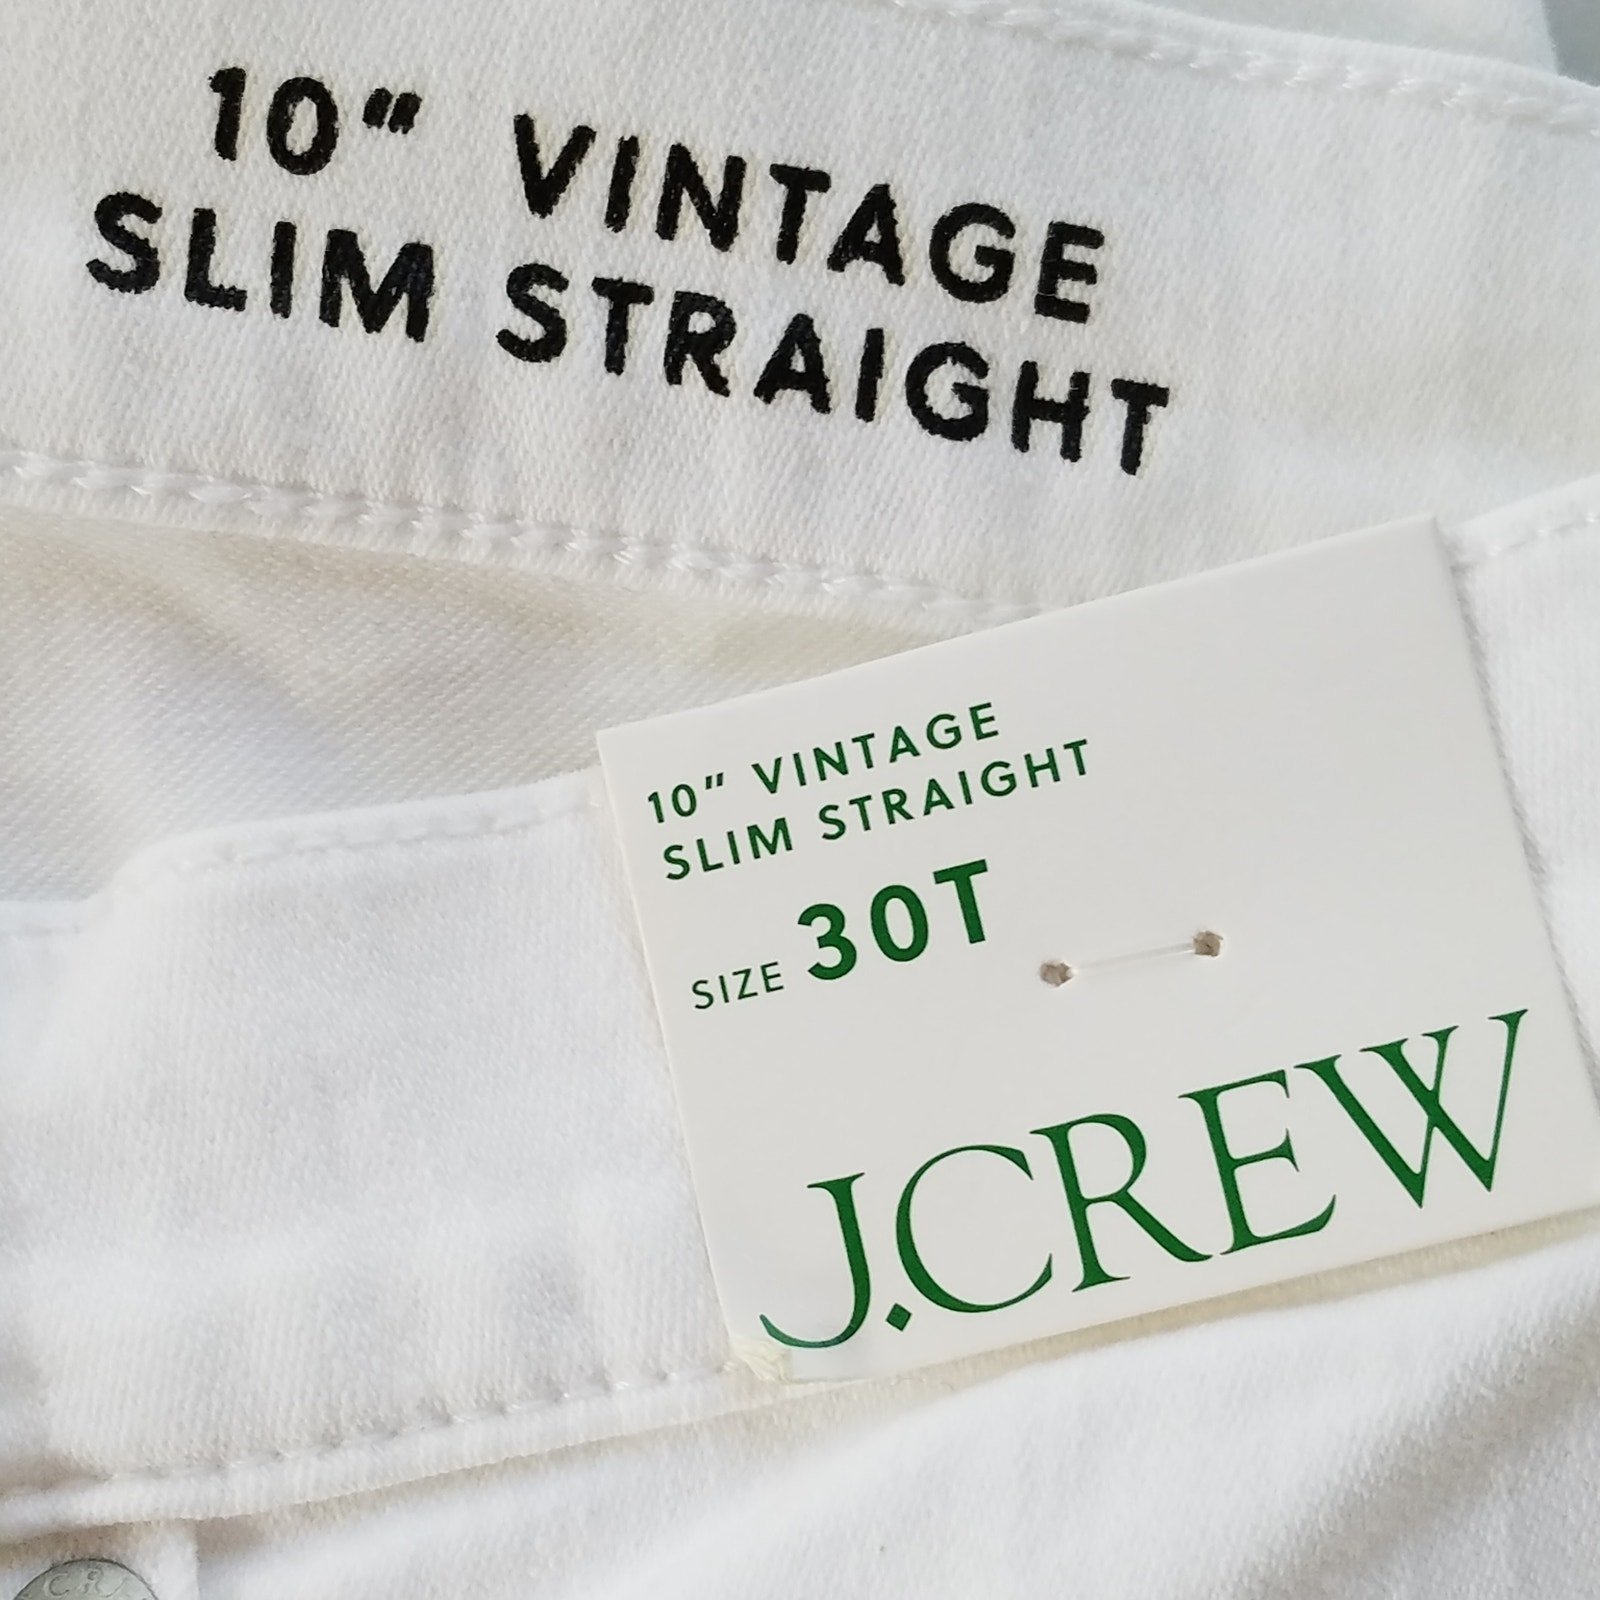 10" VINTAGE
SLIM STRAIGHT
10" VINTAGE
SLIM STRAIGHT
SIZE 30T
J.CREW